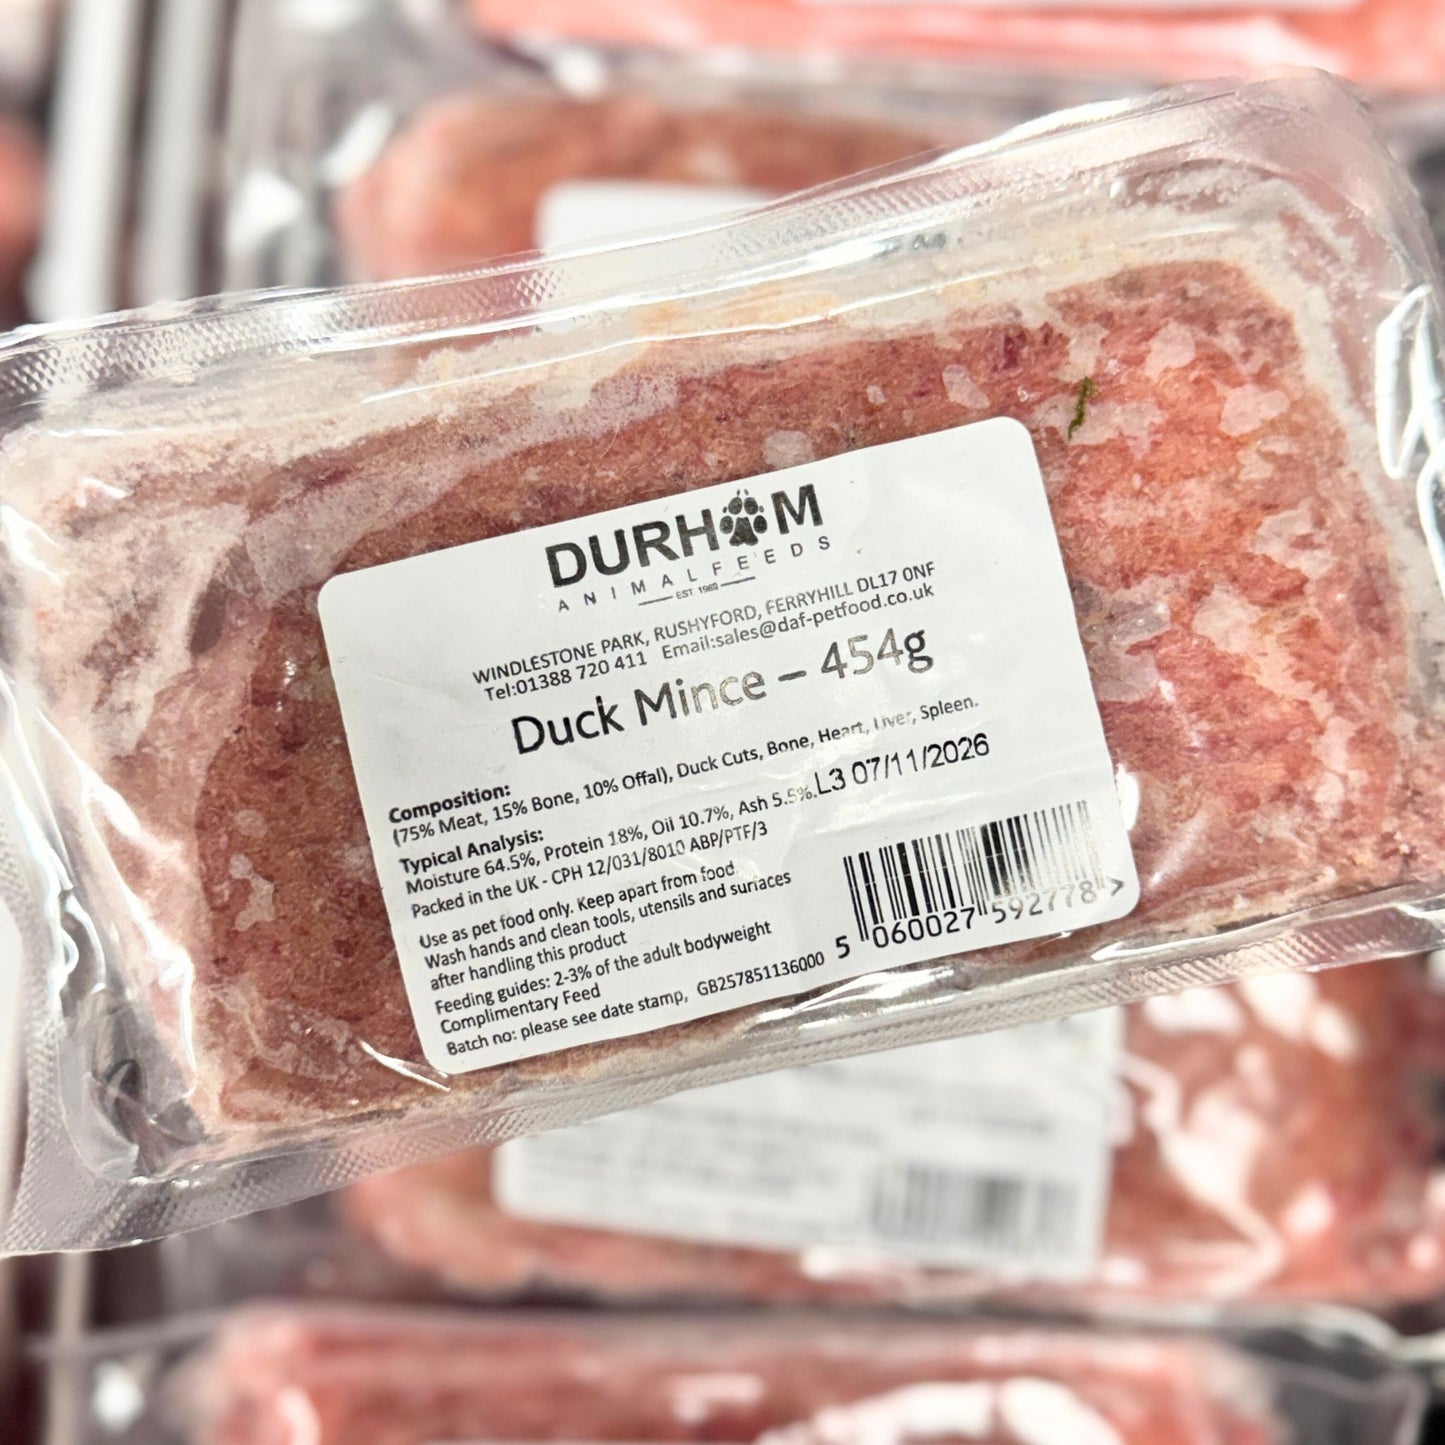 DURHAM
ANIMAL FEEDS
EST. 1969
WINDLESTONE PARK, RUSHYFORD, FERRYHILL DL17 0NF
Tel:01388 720 411 Email:sales@daf-petfood.co.uk
Duck Mince – 454g
Composition:
(75% Meat, 15% Bone, 10% Offal), Duck Cuts, Bone, Heart, Liver, Spleen.
Typical Analysis:
Moisture 64.5%, Protein 18%, Oil 10.7%, Ash 5.5%.
L3 07/11/2026
Packed in the UK - CPH 12/031/8010 ABP/PTF/3
Use as pet food only. Keep apart from food.
Wash hands and clean tools, utensils and surfaces
after handling this product
Feeding guides: 2-3% of the adult bodyweight
Complimentary Feed
Batch no: please see date stamp, GB257851136000
5 060027 592778 >